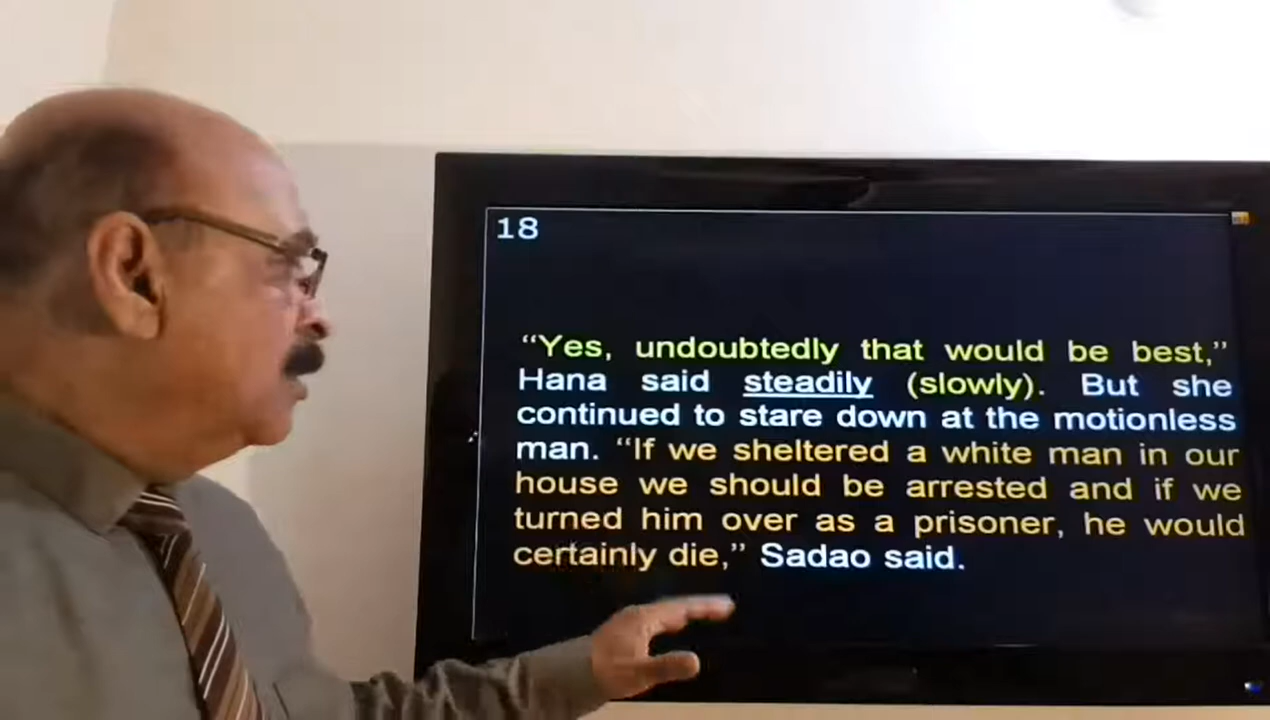 18
“Yes, undoubtedly that would be best,”
Hana said steadily (slowly). But she
continued to stare down at the motionless
man. “If we sheltered a white man in our
house we should be arrested and if we
turned him over as a prisoner, he would
certainly die,” Sadao said.